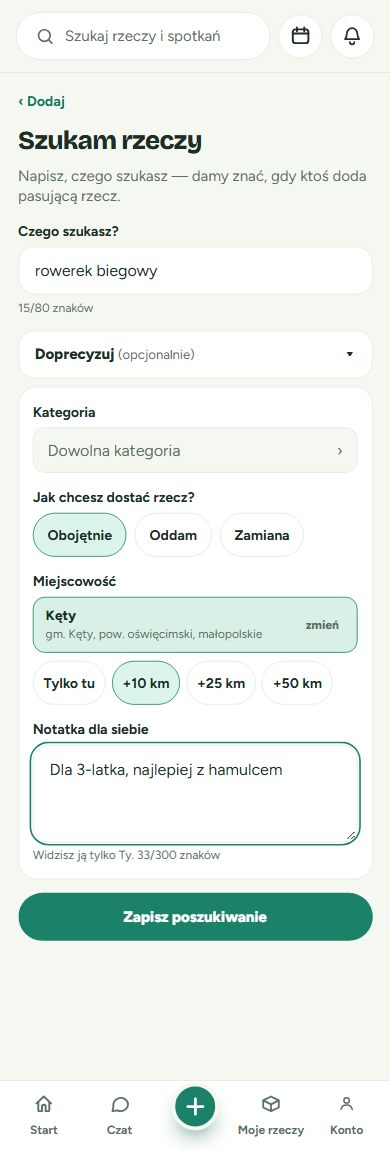 Szukaj rzeczy i spotkań
‹ Dodaj
Szukam rzeczy
Napisz, czego szukasz — damy znać, gdy ktoś doda
pasującą rzecz.
Czego szukasz?
rowerek biegowy
15/80 znaków
Doprecyzuj (opcjonalnie)
Kategoria
Dowolna kategoria
Jak chcesz dostać rzecz?
Obojętnie Oddam Zamiana
Miejscowość
Kęty
gm. Kęty, pow. oświęcimski, małopolskie
zmień
Tylko tu +10 km +25 km +50 km
Notatka dla siebie
Dla 3-latka, najlepiej z hamulcem
Widzisz ją tylko Ty. 33/300 znaków
Zapisz poszukiwanie
Start Czat Moje rzeczy Konto